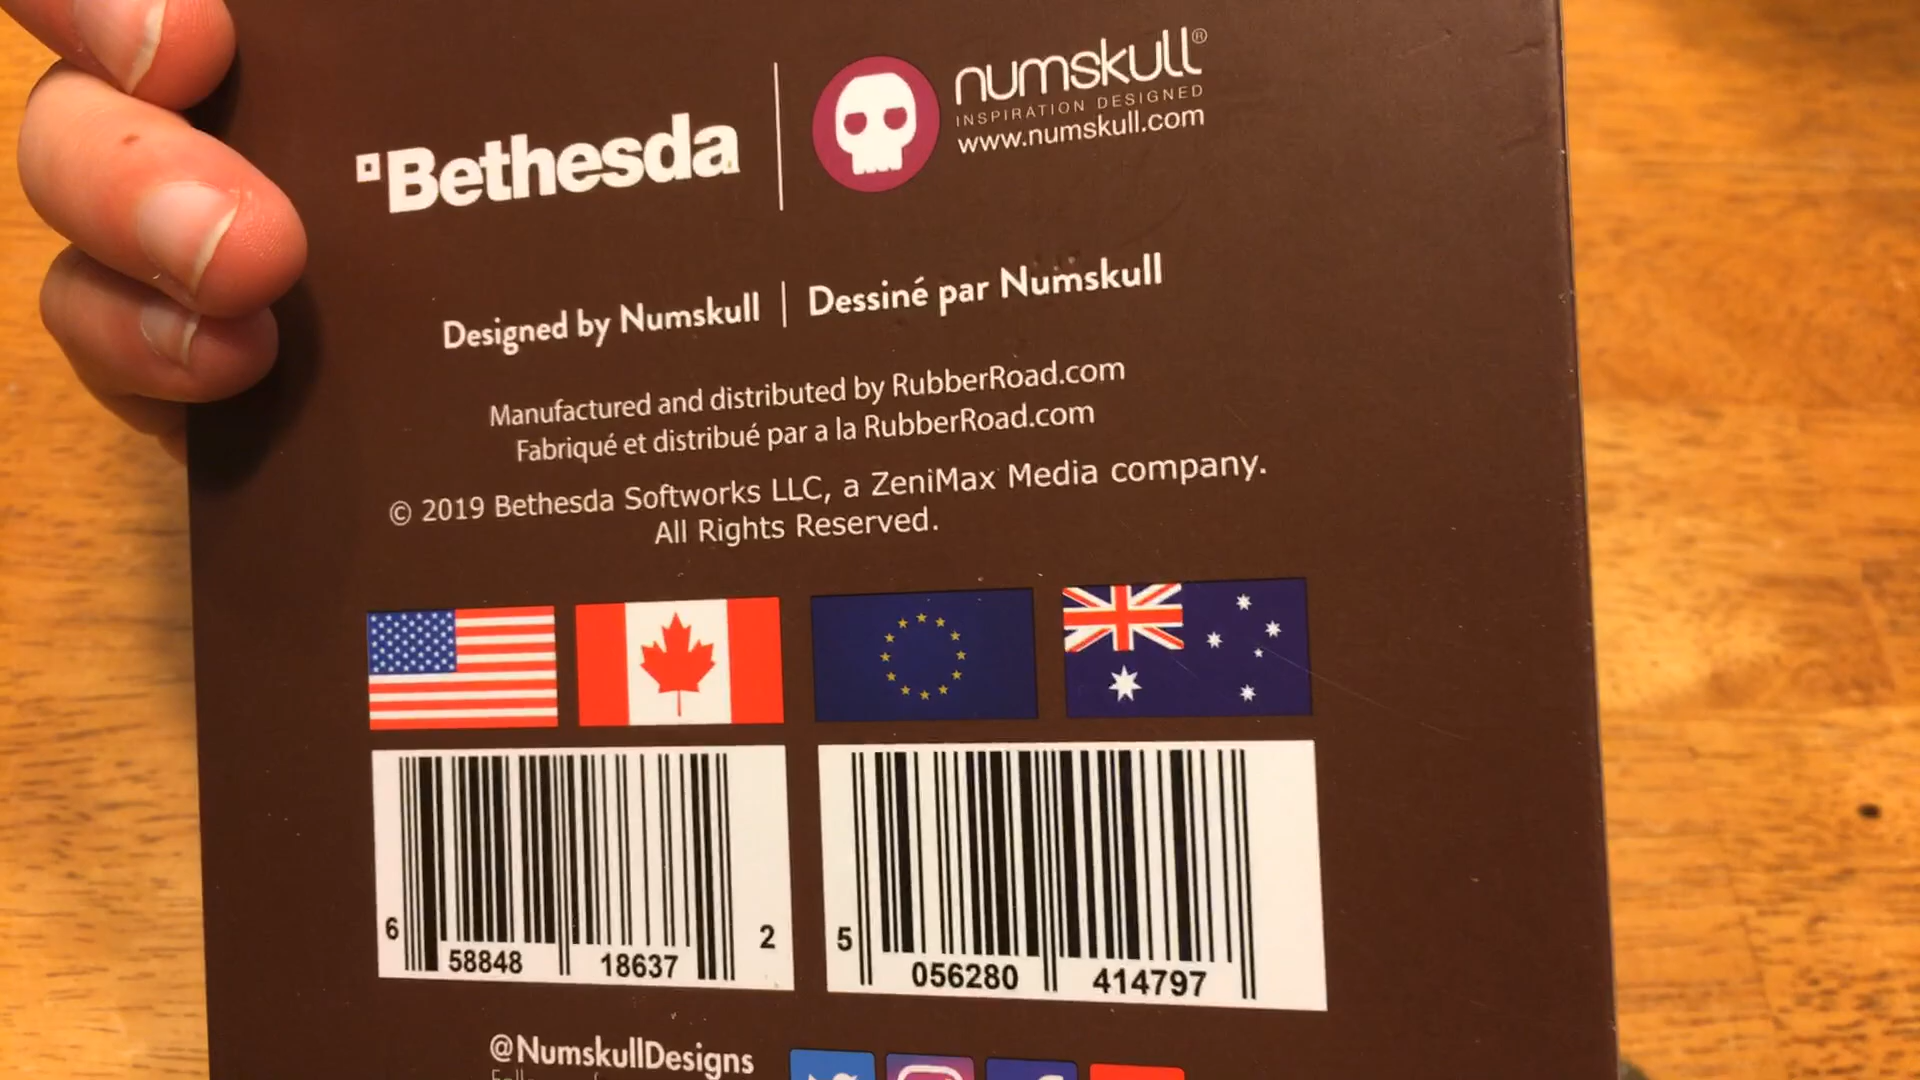 Bethesda
numskull®
INSPIRATION DESIGNED
www.numskull.com
Designed by Numskull | Dessiné par Numskull
Manufactured and distributed by RubberRoad.com
Fabriqué et distribué par a la RubberRoad.com
© 2019 Bethesda Softworks LLC, a ZeniMax Media company.
All Rights Reserved.
6 58848 18637 2
5 056280 414797
@NumskullDesigns